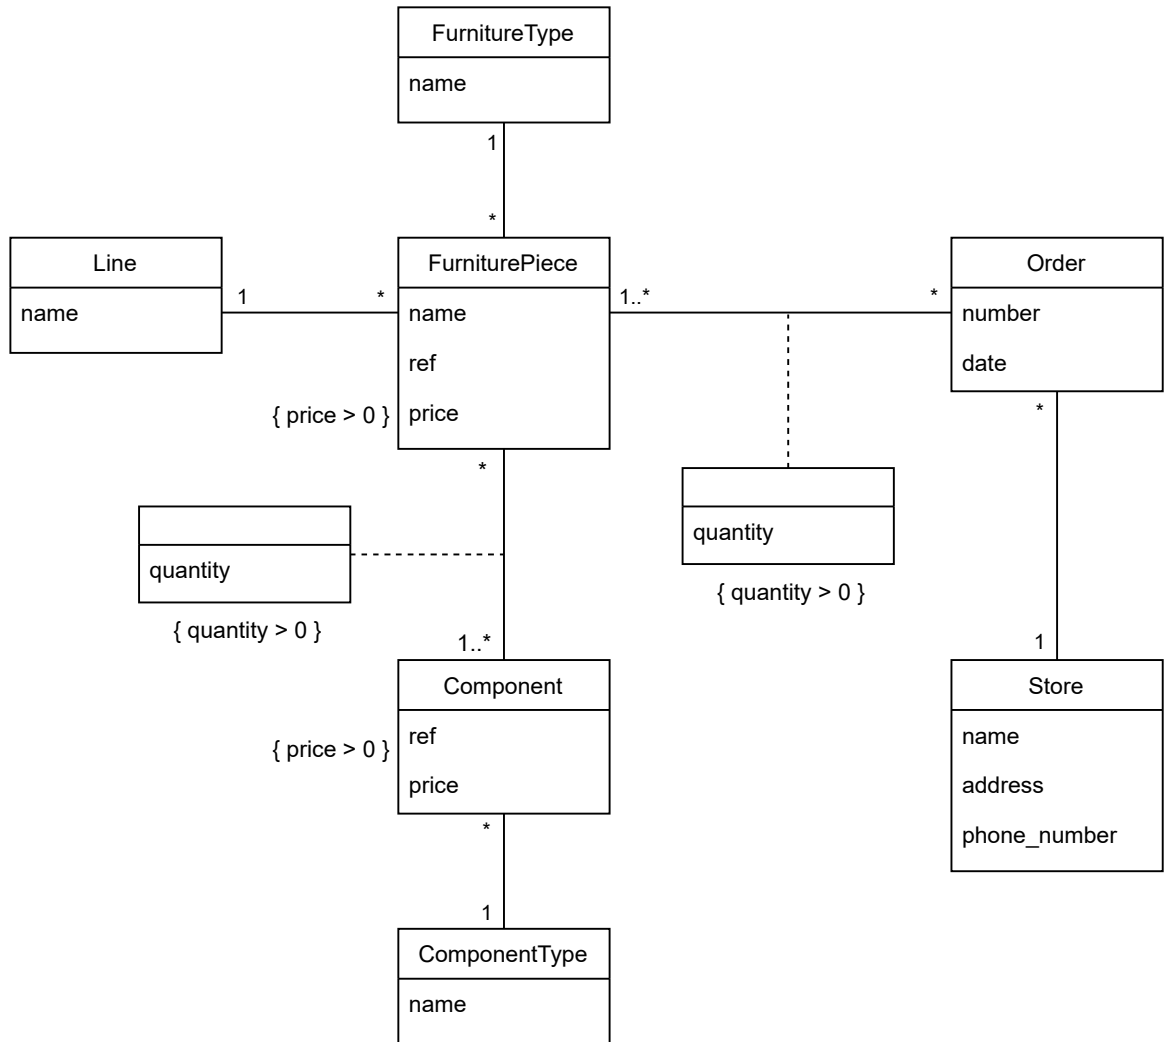 FurnitureType
name
1
*
Line
name
1
*
FurniturePiece
name
ref
price
{ price > 0 }
1..*
*
Order
number
date
*
quantity
{ quantity > 0 }
*
quantity
{ quantity > 0 }
1..*
1
Component
ref
price
{ price > 0 }
Store
name
address
phone_number
*
1
ComponentType
name